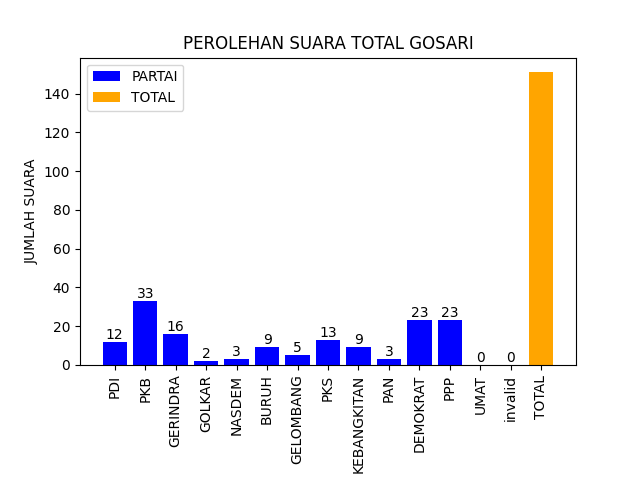 PEROLEHAN SUARA TOTAL GOSARI
PARTAI
TOTAL
JUMLAH SUARA
140
120
100
80
60
40
20
0
12
33
16
2
3
9
5
13
9
3
23
23
0
0
PDI
PKB
GERINDRA
GOLKAR
NASDEM
BURUH
GELOMBANG
PKS
KEBANGKITAN
PAN
DEMOKRAT
PPP
UMAT
invalid
TOTAL